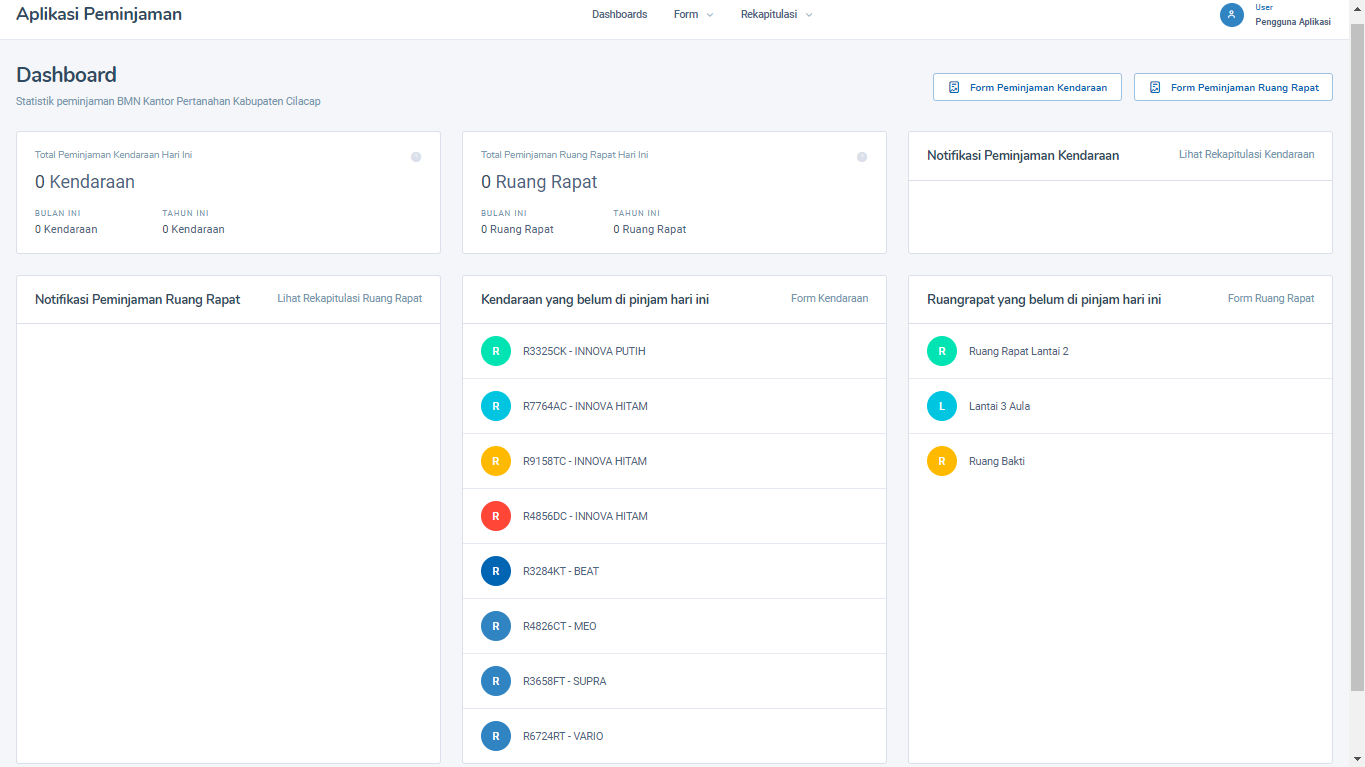 Aplikasi Peminjaman
Dashboards
Form
Rekapitulasi
User
Pengguna Aplikasi
Dashboard
Statistik peminjaman BMN Kantor Pertanahan Kabupaten Cilacap
Form Peminjaman Kendaraan
Form Peminjaman Ruang Rapat
Total Peminjaman Kendaraan Hari Ini
0 Kendaraan
BULAN INI
TAHUN INI
0 Kendaraan
0 Kendaraan
Total Peminjaman Ruang Rapat Hari Ini
0 Ruang Rapat
BULAN INI
TAHUN INI
0 Ruang Rapat
0 Ruang Rapat
Notifikasi Peminjaman Kendaraan
Lihat Rekapitulasi Kendaraan
Notifikasi Peminjaman Ruang Rapat
Lihat Rekapitulasi Ruang Rapat
Kendaraan yang belum di pinjam hari ini
Form Kendaraan
R R3325CK - INNOVA PUTIH
R R7764AC - INNOVA HITAM
R R9158TC - INNOVA HITAM
R R4856DC - INNOVA HITAM
R R3284KT - BEAT
R R4826CT - MEO
R R3658FT - SUPRA
R R6724RT - VARIO
Ruangrapat yang belum di pinjam hari ini
Form Ruang Rapat
R Ruang Rapat Lantai 2
L Lantai 3 Aula
R Ruang Bakti